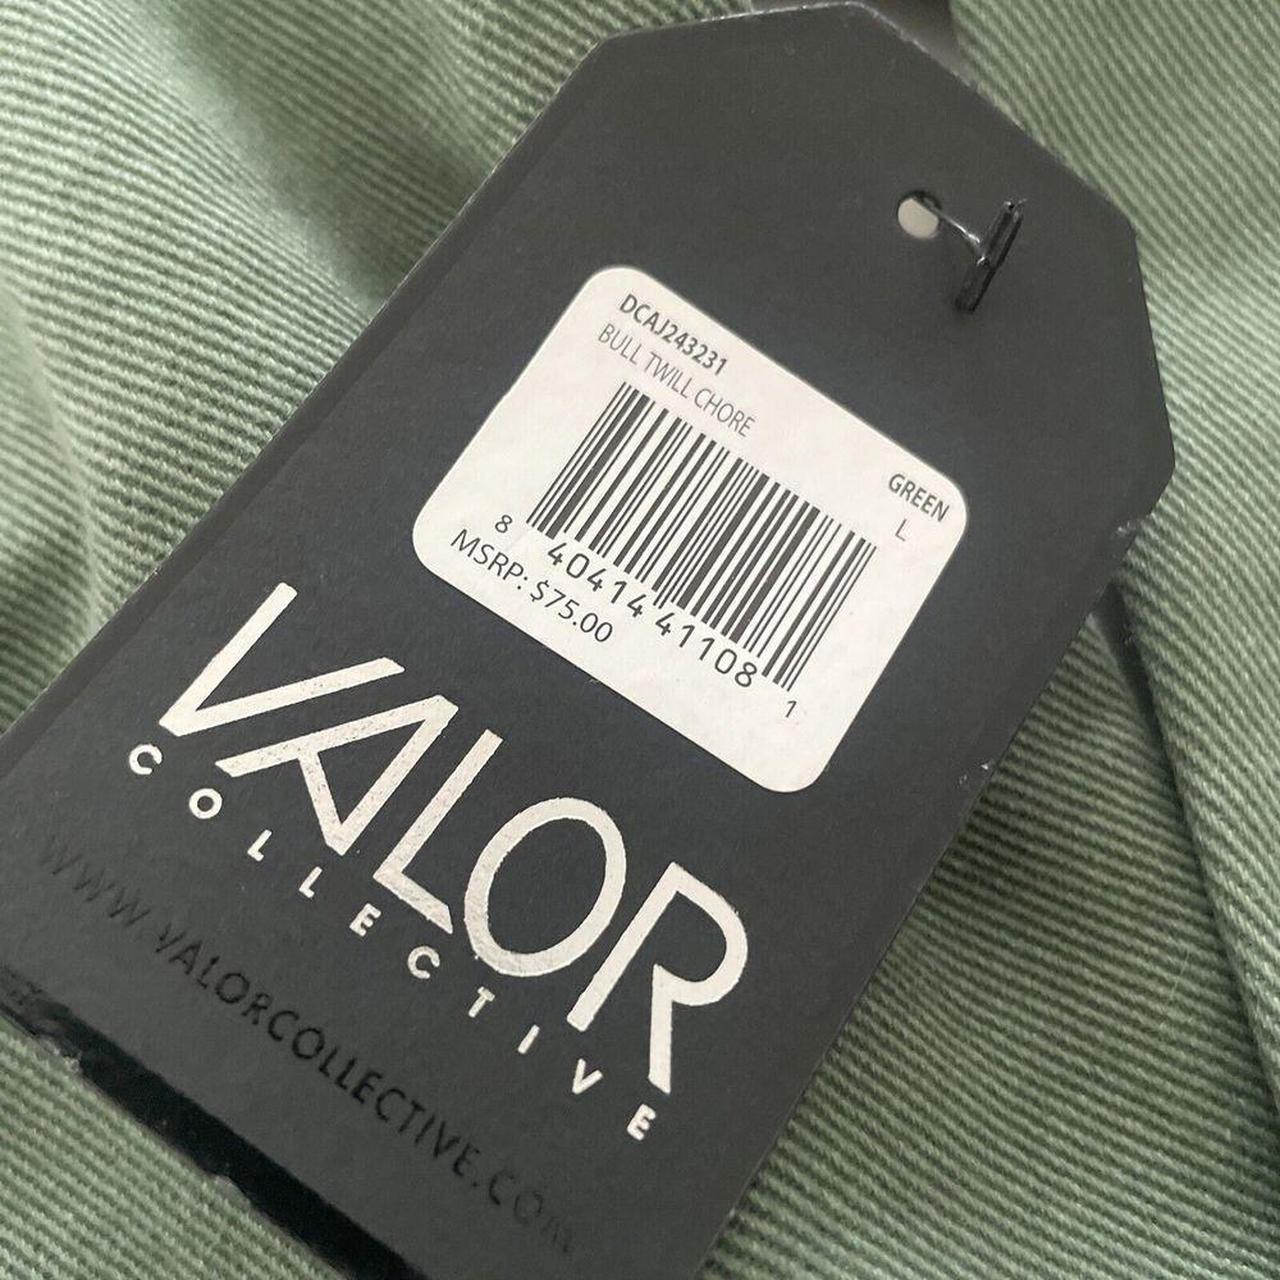 DCAJ243231
BULL TWILL CHORE
GREEN
L
8 40414 41108 1
MSRP: $75.00
VALOR
COLLECTIVE
WWW.VALORCOLLECTIVE.COm